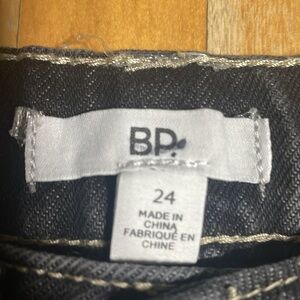 BP.
24
MADE IN
CHINA
FABRIQUÉ EN
CHINE